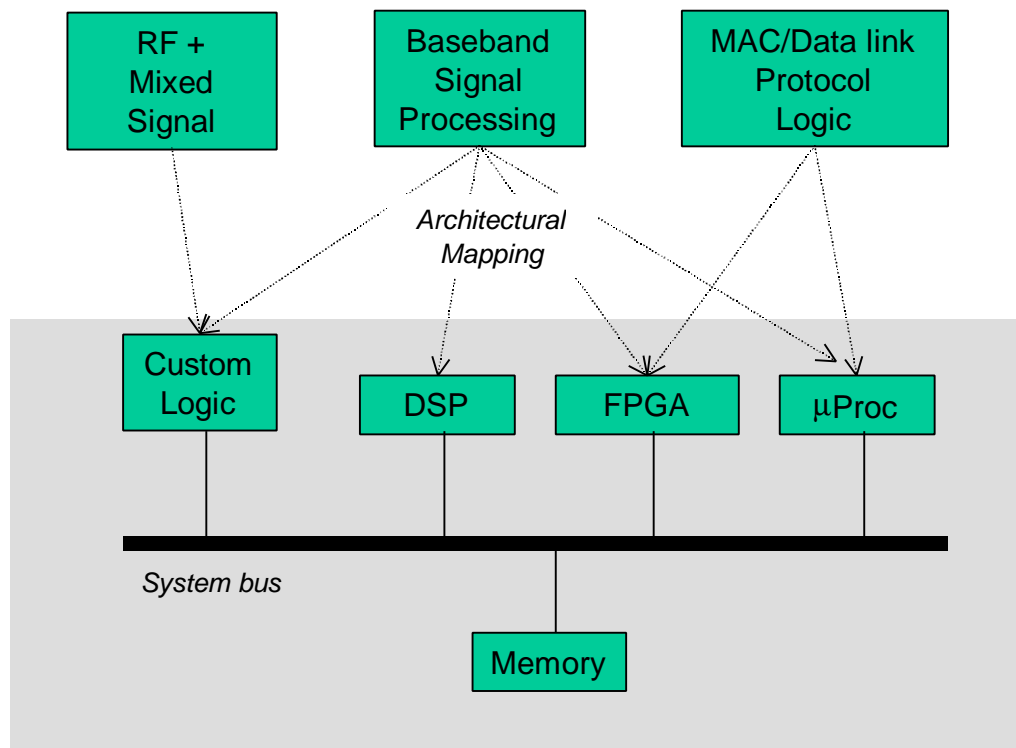 RF +
Mixed
Signal
Baseband
Signal
Processing
MAC/Data link
Protocol
Logic
Architectural
Mapping
Custom
Logic
DSP
FPGA
μProc
System bus
Memory